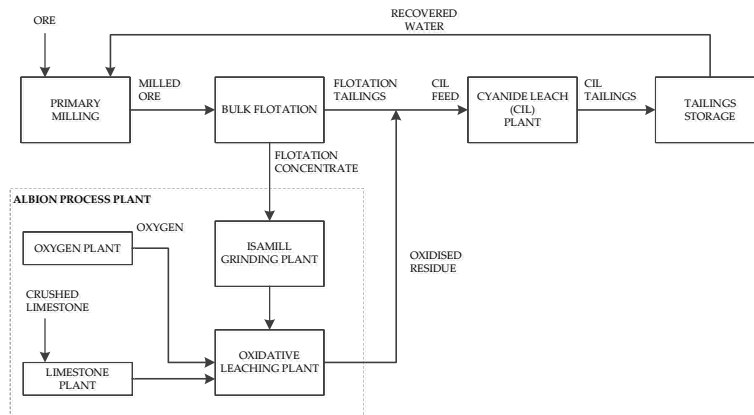 RECOVERED
WATER
ORE
PRIMARY
MILLING
MILLED
ORE
BULK FLOTATION
FLOTATION
TAILINGS
CIL
FEED
CYANIDE LEACH
(CIL)
PLANT
CIL
TAILINGS
TAILINGS
STORAGE
FLOTATION
CONCENTRATE
ALBION PROCESS PLANT
OXYGEN
OXYGEN PLANT
ISAMILL
GRINDING PLANT
OXIDISED
RESIDUE
CRUSHED
LIMESTONE
LIMESTONE
PLANT
OXIDATIVE
LEACHING PLANT